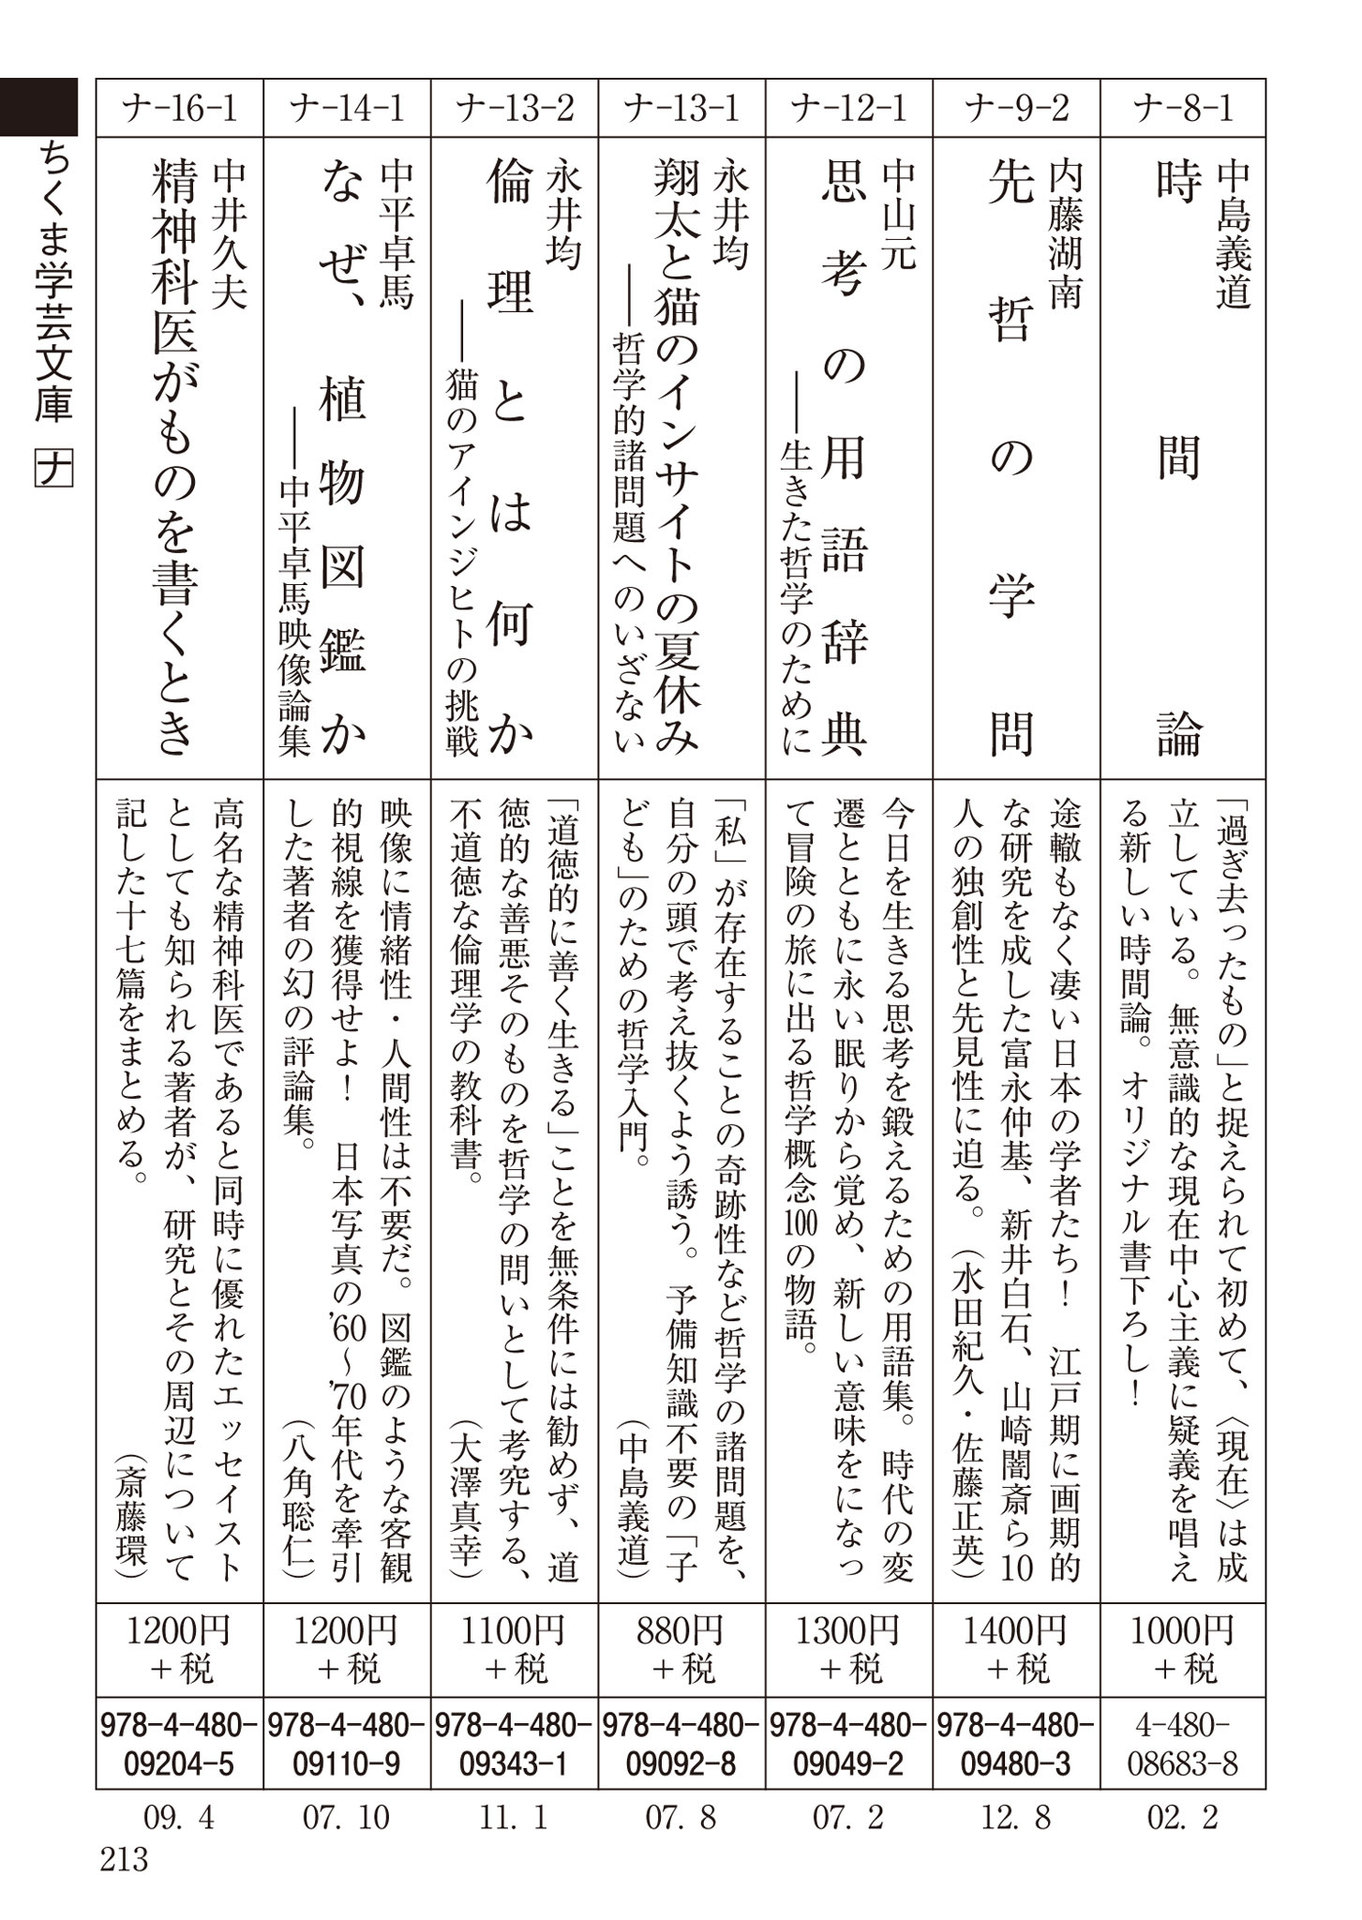 ちくま学芸文庫 ナ
ナ-8-1
中島義道
時間論
「過ぎ去ったもの」と捉えられて初めて、〈現在〉は成
立している。無意識的な現在中心主義に疑義を唱え
る新しい時間論。オリジナル書下ろし！
1000円
＋税
4-480-
08683-8
02. 2
ナ-9-2
内藤湖南
先哲の学問
途轍もなく凄い日本の学者たち！　江戸期に画期的
な研究を成した富永仲基、新井白石、山崎闇斎ら10
人の独創性と先見性に迫る。（水田紀久・佐藤正英）
1400円
＋税
978-4-480-
09480-3
12. 8
ナ-12-1
中山元
思考の用語辞典
――生きた哲学のために
今日を生きる思考を鍛えるための用語集。時代の変
遷とともに永い眠りから覚め、新しい意味をになっ
て冒険の旅に出る哲学概念100の物語。
1300円
＋税
978-4-480-
09049-2
07. 2
ナ-13-1
永井均
翔太と猫のインサイトの夏休み
――哲学的諸問題へのいざない
「私」が存在することの奇跡性など哲学の諸問題を、
自分の頭で考え抜くよう誘う。予備知識不要の「子
ども」のための哲学入門。（中島義道）
880円
＋税
978-4-480-
09092-8
07. 8
ナ-13-2
永井均
倫理とは何か
――猫のアインジヒトの挑戦
「道徳的に善く生きる」ことを無条件には勧めず、道
徳的な善悪そのものを哲学の問いとして考究する、
不道徳な倫理学の教科書。（大澤真幸）
1100円
＋税
978-4-480-
09343-1
11. 1
ナ-14-1
中平卓馬
なぜ、植物図鑑か
――中平卓馬映像論集
映像に情緒性・人間性は不要だ。図鑑のような客観
的視線を獲得せよ！　日本写真の’60～’70年代を牽引
した著者の幻の評論集。（八角聡仁）
1200円
＋税
978-4-480-
09110-9
07. 10
ナ-16-1
中井久夫
精神科医がものを書くとき
高名な精神科医であると同時に優れたエッセイスト
としても知られる著者が、研究とその周辺について
記した十七篇をまとめる。（斎藤環）
1200円
＋税
978-4-480-
09204-5
09. 4
213